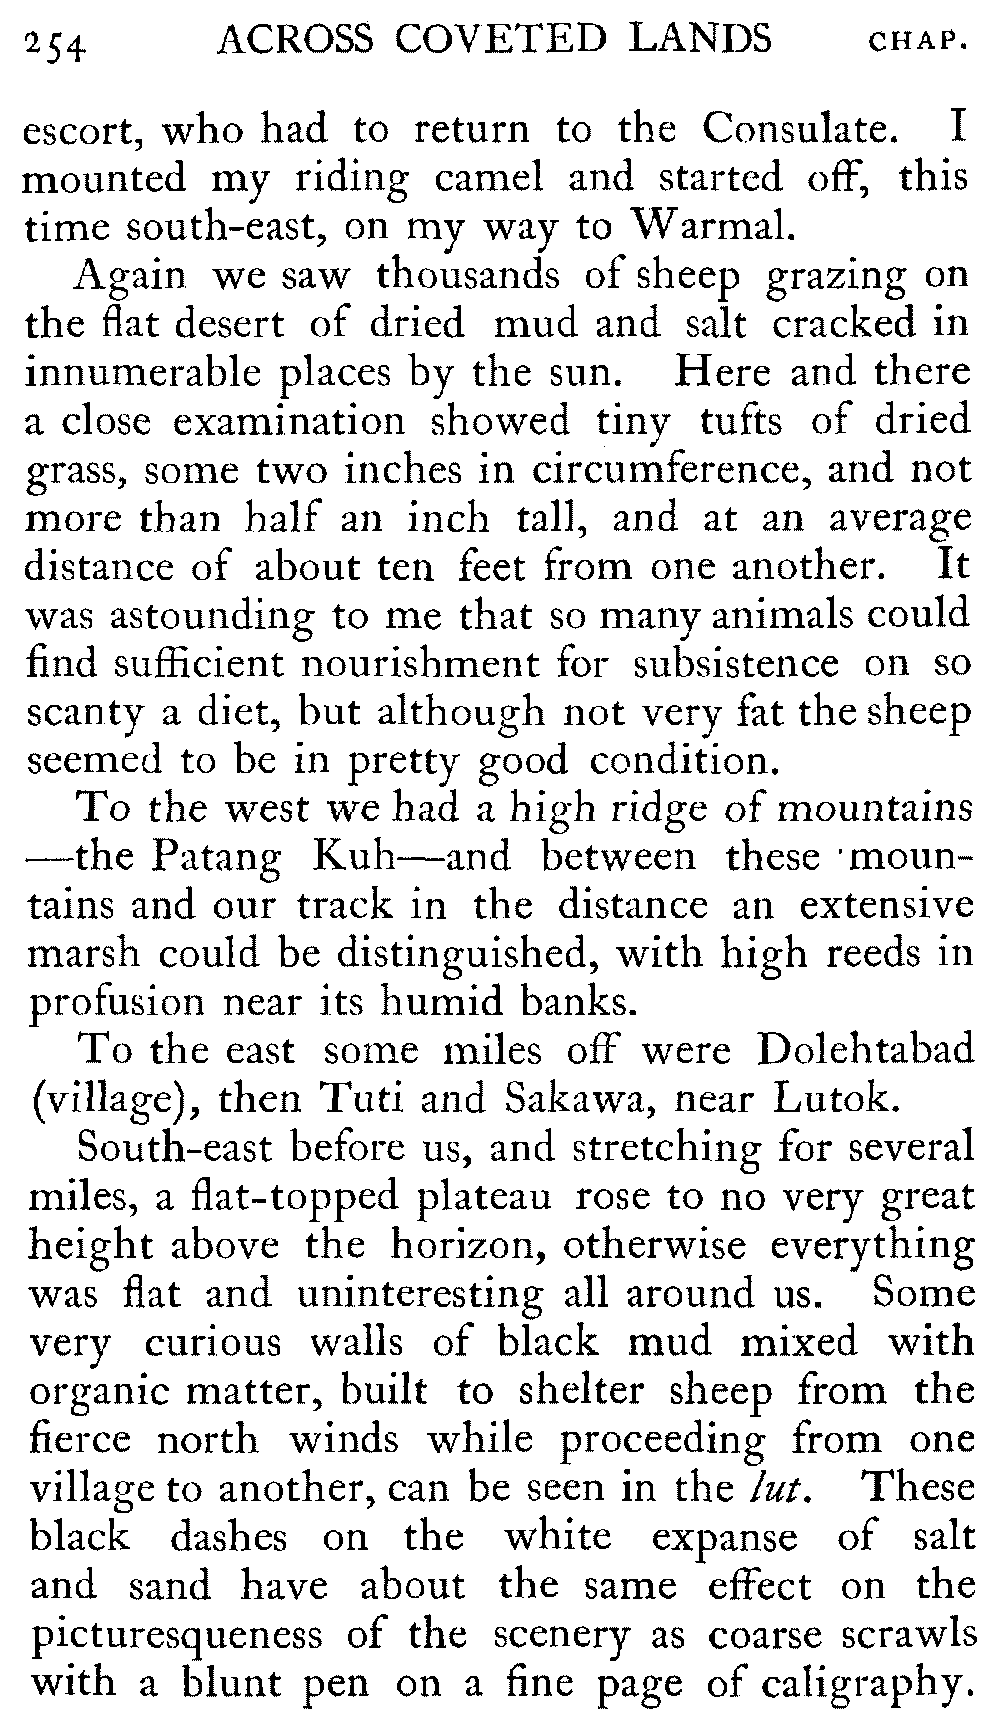 254 ACROSS COVETED LANDS CHAP.
escort, who had to return to the Consulate. I
mounted my riding camel and started off, this
time south-east, on my way to Warmal.
Again we saw thousands of sheep grazing on
the flat desert of dried mud and salt cracked in
innumerable places by the sun. Here and there
a close examination showed tiny tufts of dried
grass, some two inches in circumference, and not
more than half an inch tall, and at an average
distance of about ten feet from one another. It
was astounding to me that so many animals could
find sufficient nourishment for subsistence on so
scanty a diet, but although not very fat the sheep
seemed to be in pretty good condition.
To the west we had a high ridge of mountains
—the Patang Kuh—and between these moun-
tains and our track in the distance an extensive
marsh could be distinguished, with high reeds in
profusion near its humid banks.
To the east some miles off were Dolehtabad
(village), then Tuti and Sakawa, near Lutok.
South-east before us, and stretching for several
miles, a flat-topped plateau rose to no very great
height above the horizon, otherwise everything
was flat and uninteresting all around us. Some
very curious walls of black mud mixed with
organic matter, built to shelter sheep from the
fierce north winds while proceeding from one
village to another, can be seen in the lut. These
black dashes on the white expanse of salt
and sand have about the same effect on the
picturesqueness of the scenery as coarse scrawls
with a blunt pen on a fine page of caligraphy.